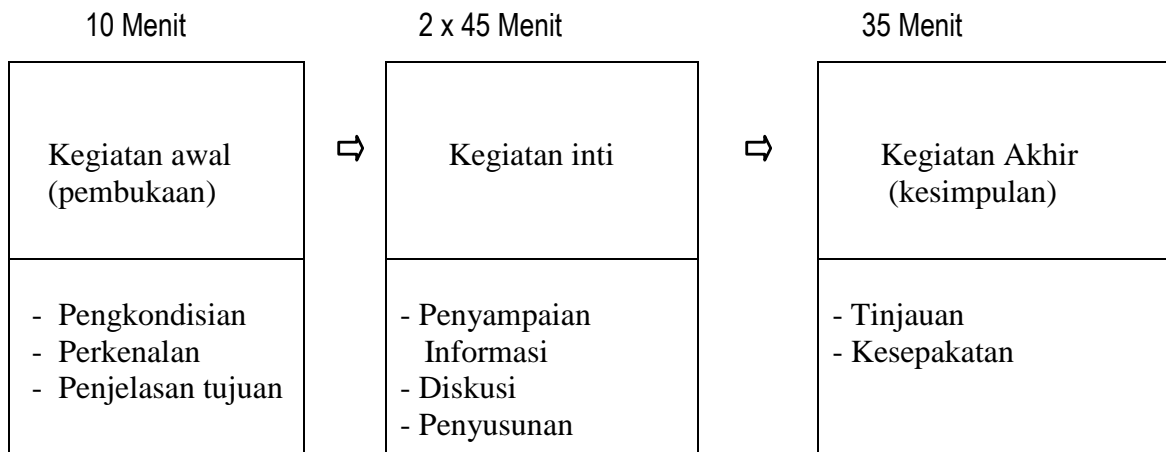 10 Menit
2 x 45 Menit
35 Menit
Kegiatan awal
(pembukaan)
Kegiatan inti
Kegiatan Akhir
(kesimpulan)
- Pengkondisian
- Perkenalan
- Penjelasan tujuan
- Penyampaian
Informasi
- Diskusi
- Penyusunan
- Tinjauan
- Kesepakatan